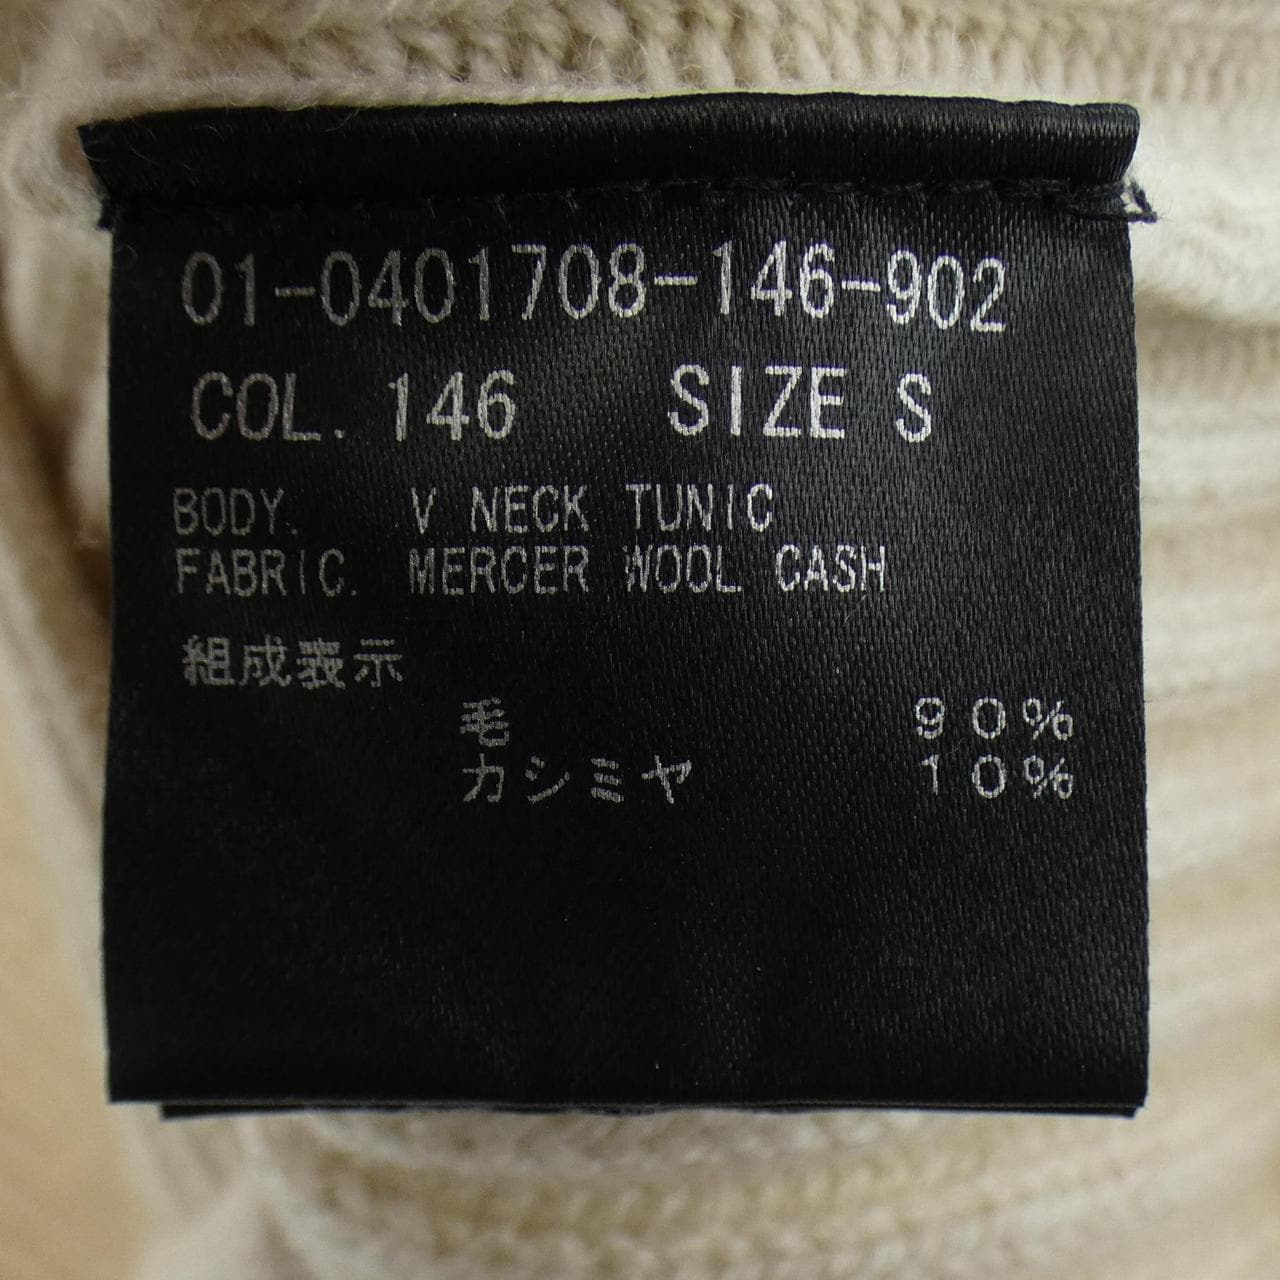 01-0401708-146-902
COL. 146 SIZE S
BODY. V NECK TUNIC
FABRIC. MERCER WOOL CASH
組成表示
毛 90%
カシミヤ 10%